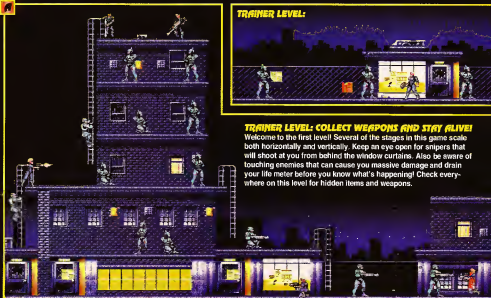 TRAINER LEVEL:
TRAINER LEVEL: COLLECT WEAPONS AND STAY ALIVE!
Welcome to the first level! Several of the stages in this game scale
both horizontally and vertically. Keep an eye open for snipers that
will shoot at you from behind the window curtains. Also be aware of
touching enemies that can cause you massive damage and drain
your life meter before you know what's happening! Check every-
where on this level for hidden items and weapons.